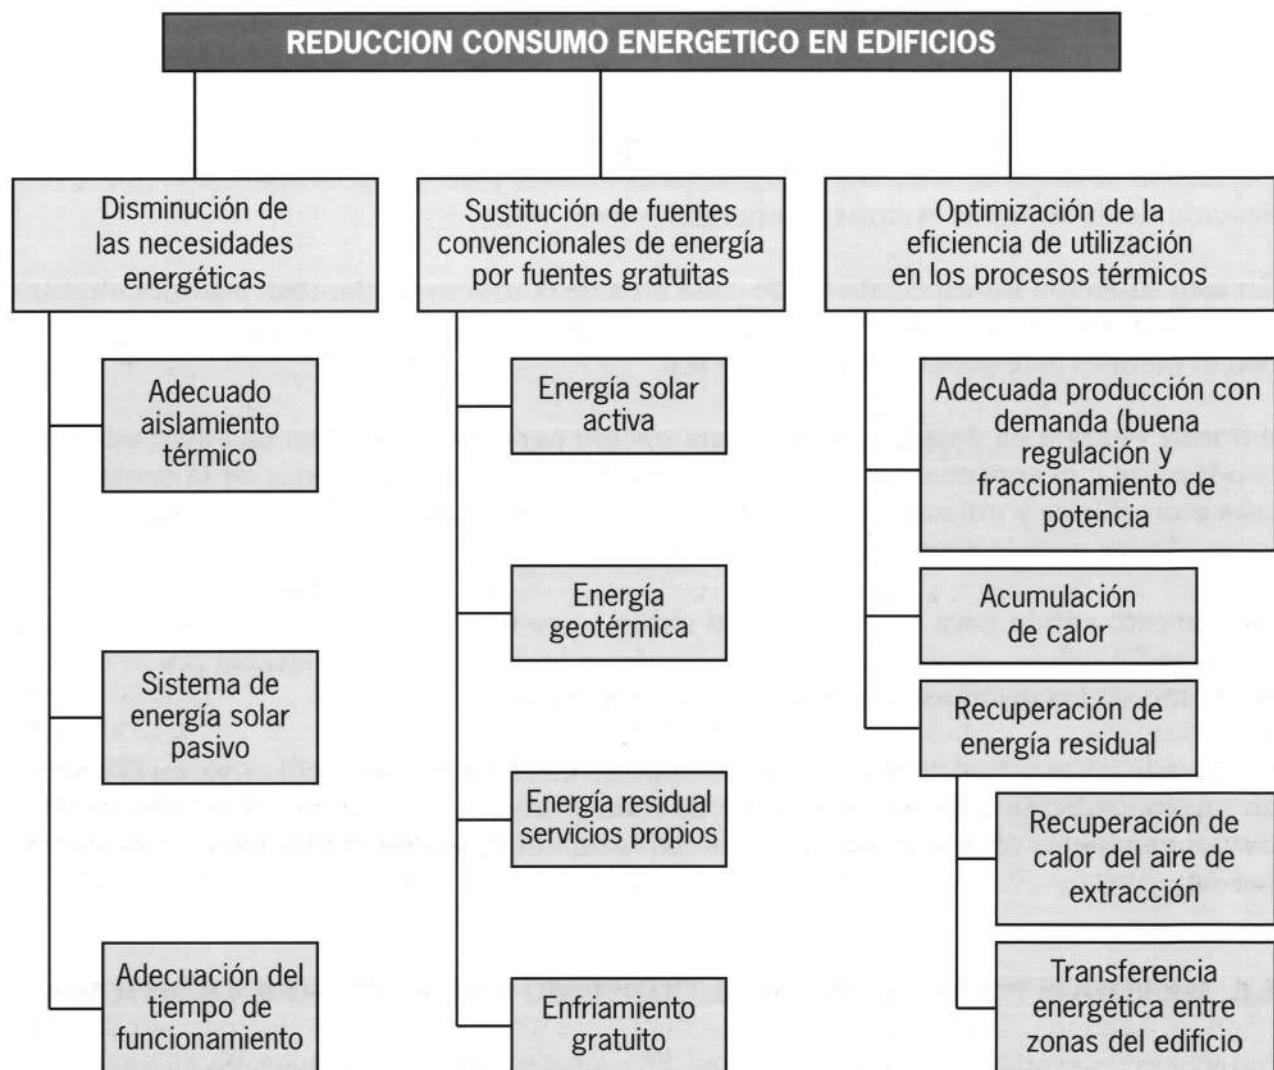 REDUCCION CONSUMO ENERGETICO EN EDIFICIOS
Disminución de
las necesidades
energéticas
Adecuado
aislamiento
térmico
Sistema de
energía solar
pasivo
Adecuación del
tiempo de
funcionamiento
Sustitución de fuentes
convencionales de energía
por fuentes gratuitas
Energía solar
activa
Energía
geotérmica
Energía residual
servicios propios
Enfriamiento
gratuito
Optimización de la
eficiencia de utilización
en los procesos térmicos
Adecuada producción con
demanda (buena
regulación y
fraccionamiento de
potencia
Acumulación
de calor
Recuperación de
energía residual
Recuperación de
calor del aire de
extracción
Transferencia
energética entre
zonas del edificio